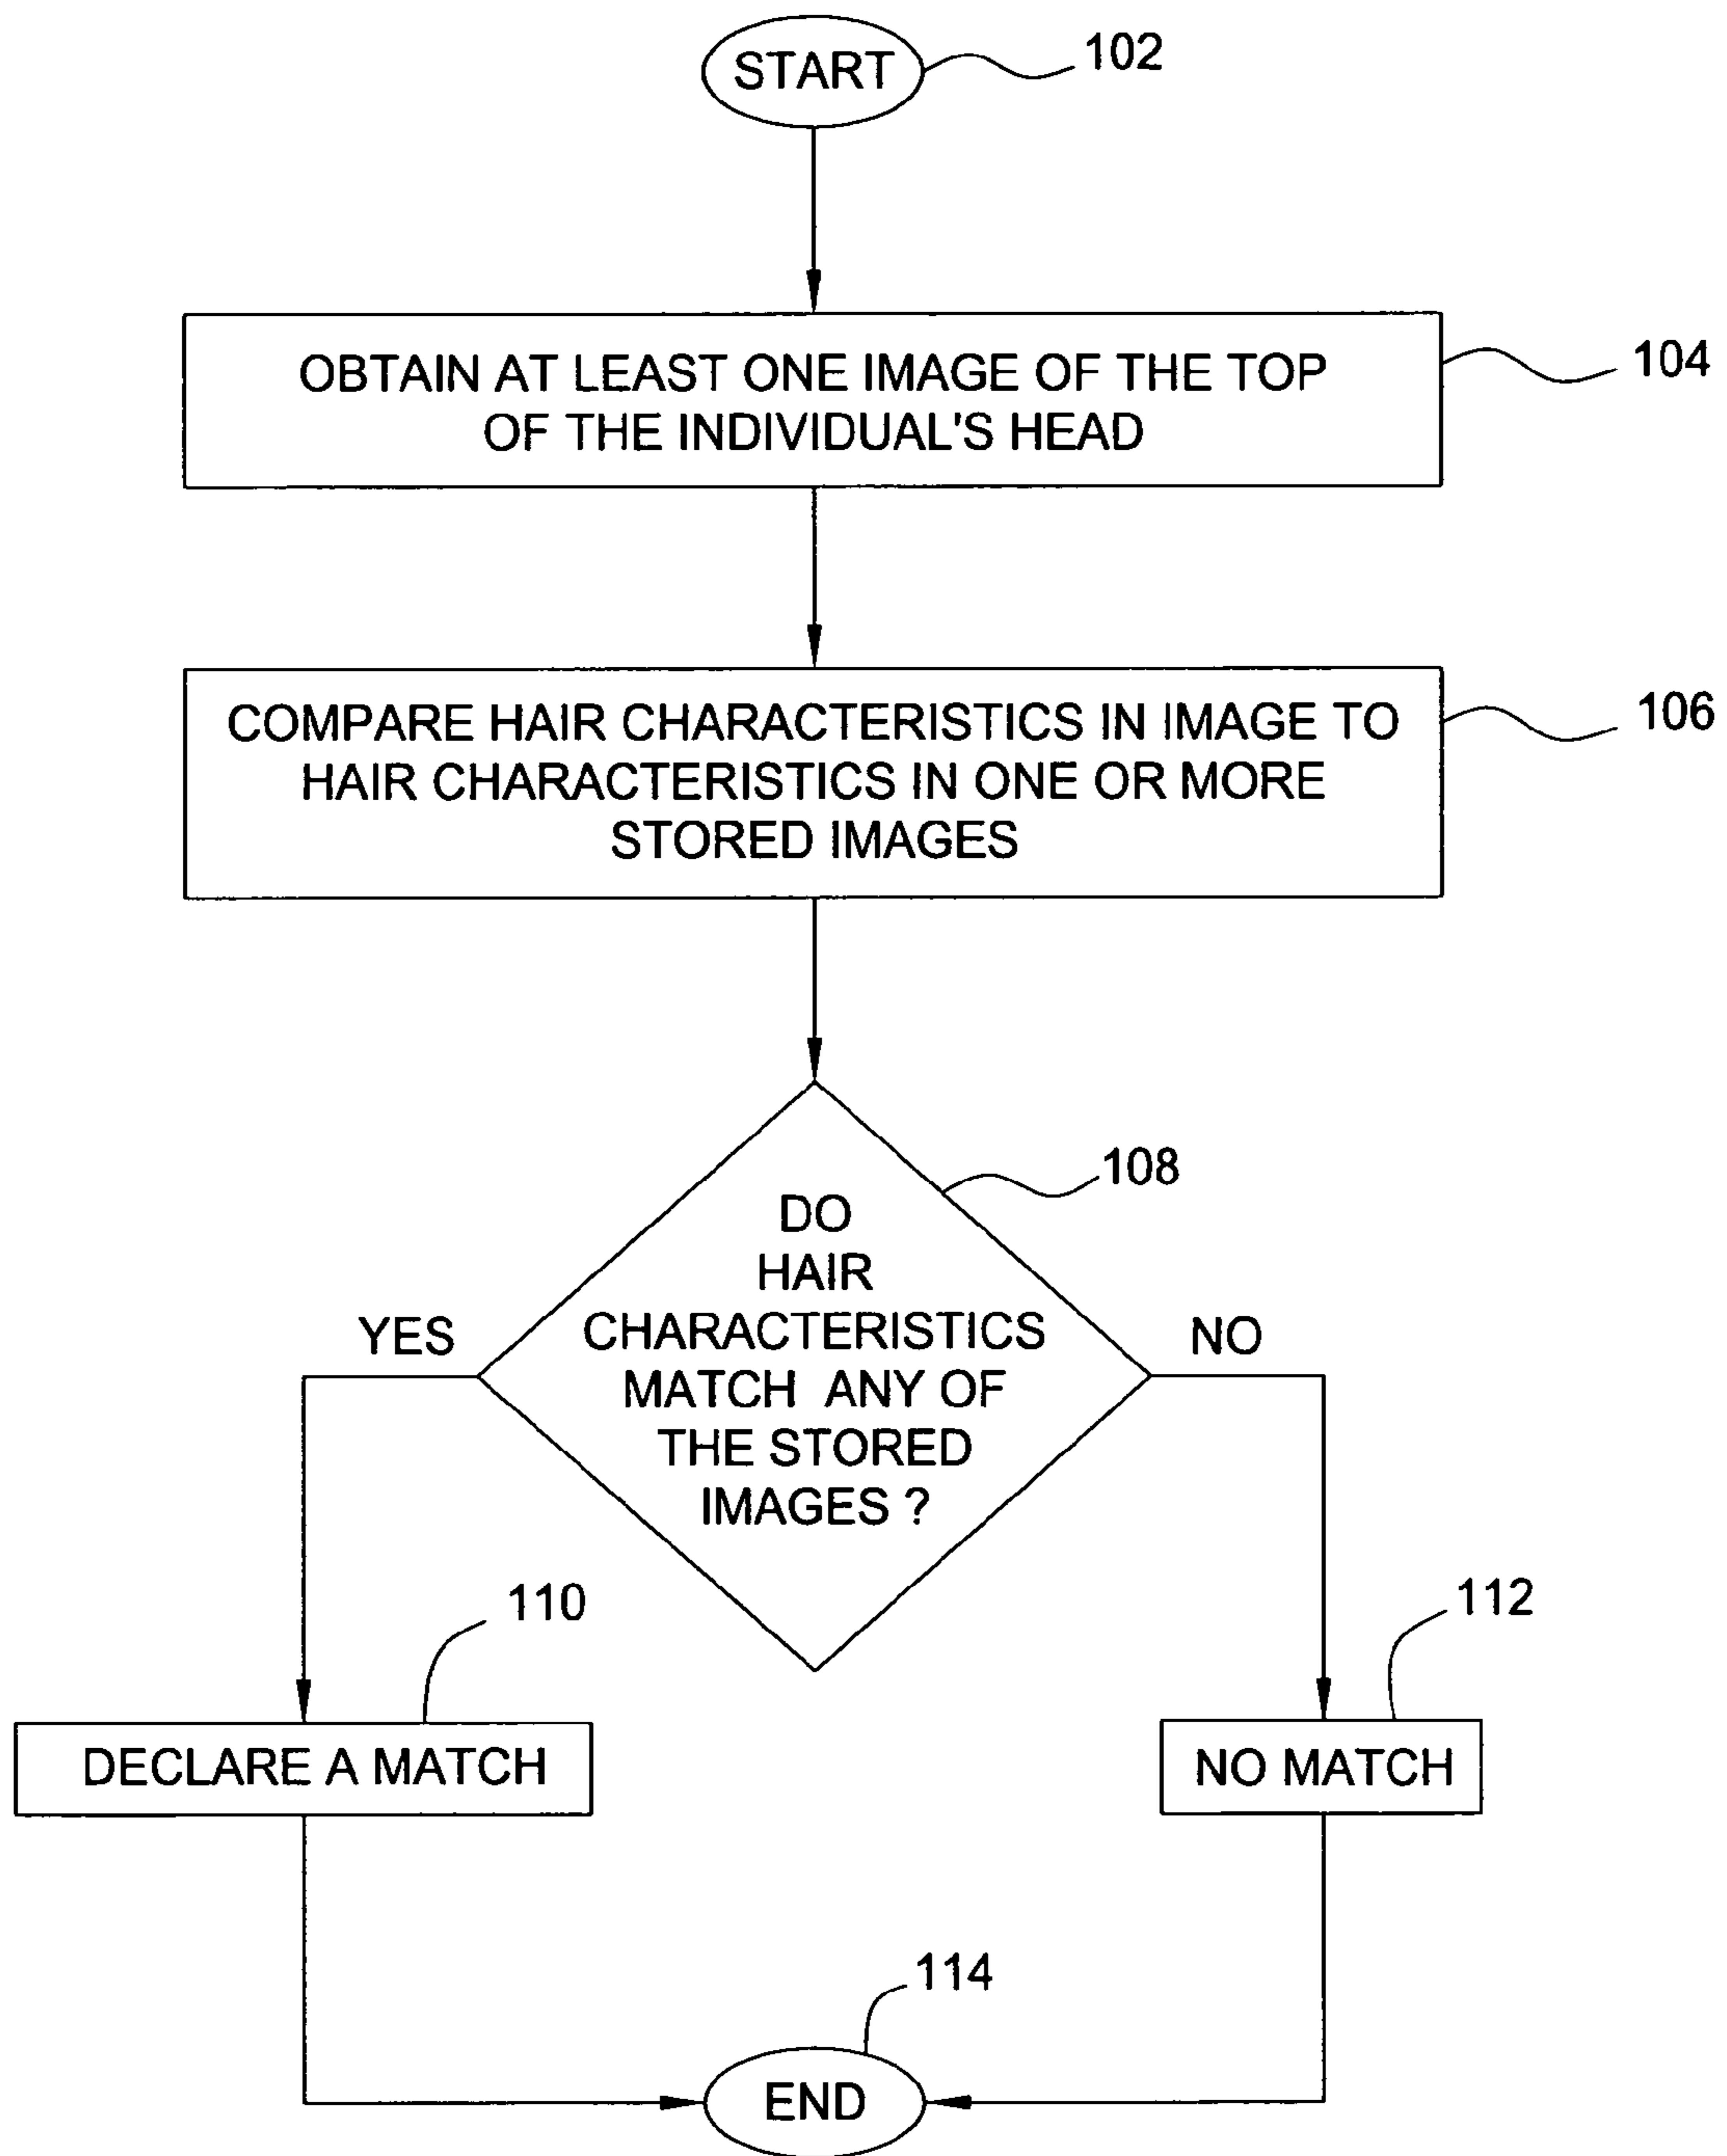 START
102
OBTAIN AT LEAST ONE IMAGE OF THE TOP
OF THE INDIVIDUAL'S HEAD
104
COMPARE HAIR CHARACTERISTICS IN IMAGE TO
HAIR CHARACTERISTICS IN ONE OR MORE
STORED IMAGES
106
108
DO
HAIR
CHARACTERISTICS
MATCH ANY OF
THE STORED
IMAGES ?
YES
NO
110
DECLARE A MATCH
112
NO MATCH
114
END